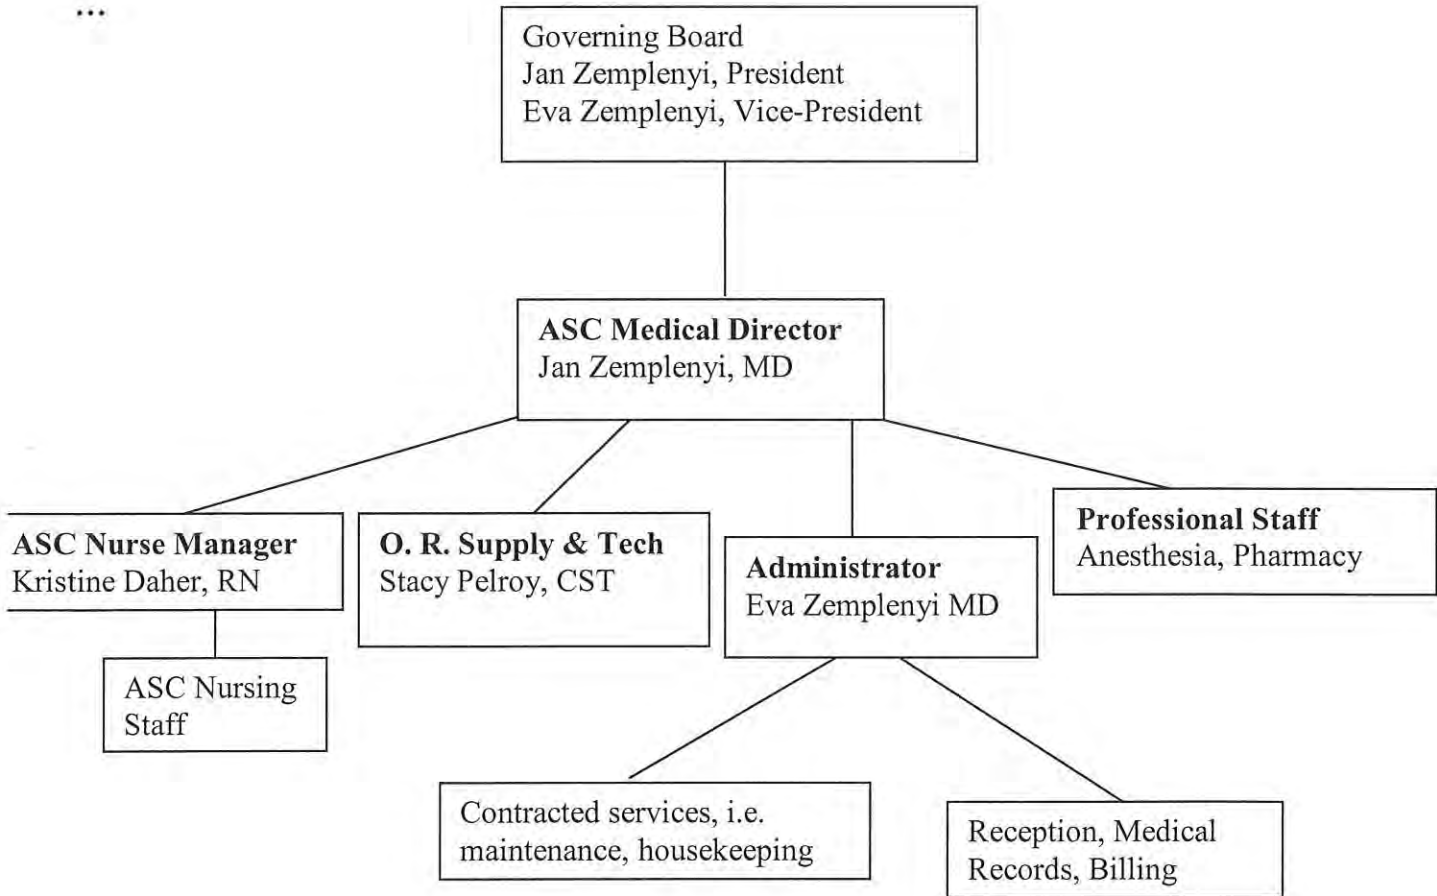 ...
Governing Board
Jan Zemplenyi, President
Eva Zemplenyi, Vice-President
ASC Medical Director
Jan Zemplenyi, MD
ASC Nurse Manager
Kristine Daher, RN
O. R. Supply & Tech
Stacy Pelroy, CST
Administrator
Eva Zemplenyi MD
Professional Staff
Anesthesia, Pharmacy
ASC Nursing
Staff
Contracted services, i.e.
maintenance, housekeeping
Reception, Medical
Records, Billing